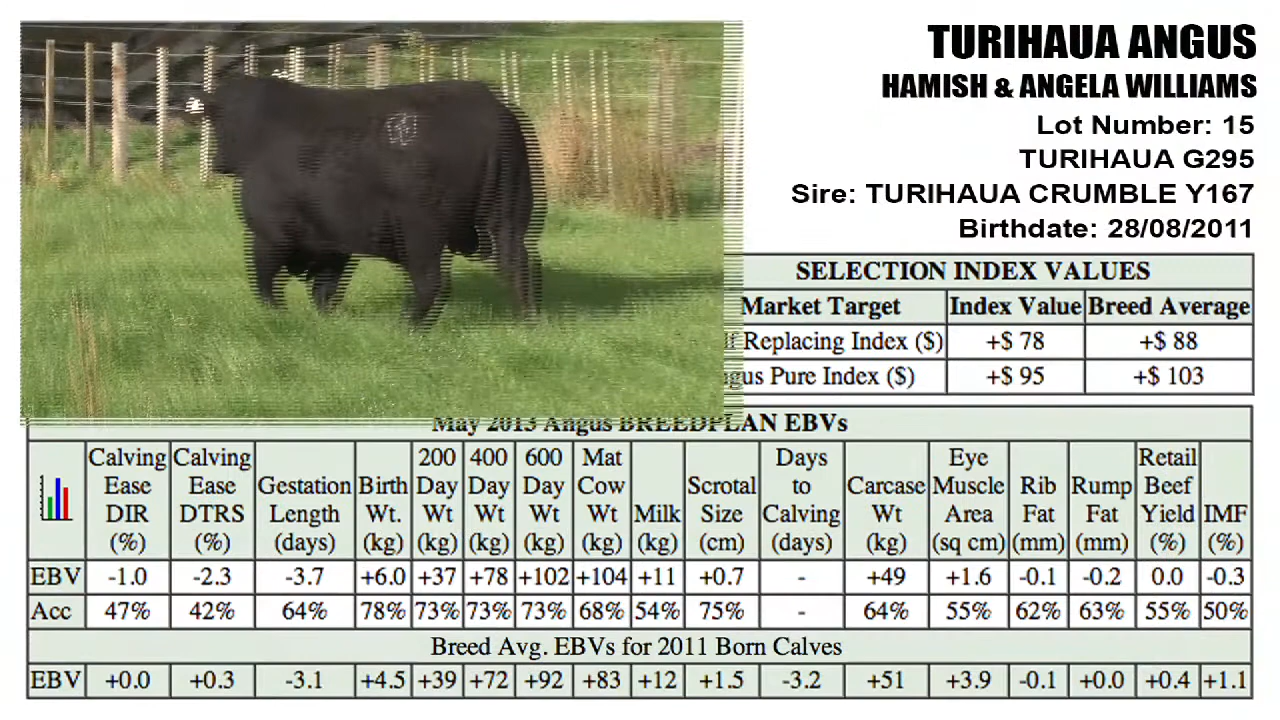 TURIHAUA ANGUS
HAMISH & ANGELA WILLIAMS
Lot Number: 15
TURIHAUA G295
Sire: TURIHAUA CRUMBLE Y167
Birthdate: 28/08/2011
SELECTION INDEX VALUES
Market Target Index Value Breed Average
Replacing Index ($) +$ 78 +$ 88
Pure Index ($) +$ 95 +$ 103
May 2013 Angus BREEDPLAN EBVs
Calving Ease DIR (%) Calving Ease DTRS (%) Gestation Length (days) Birth Wt. (kg) 200 Day Wt (kg) 400 Day Wt (kg) 600 Day Wt (kg) Mat Cow Wt (kg) Milk (kg) Scrotal Size (cm) Days to Calving (days) Carcase Wt (kg) Eye Muscle Area (sq cm) Rib Fat (mm) Rump Fat (mm) Retail Beef Yield (%) IMF (%)
EBV -1.0 -2.3 -3.7 +6.0 +37 +78 +102 +104 +11 +0.7 - +49 +1.6 -0.1 -0.2 0.0 -0.3
Acc 47% 42% 64% 78% 73% 73% 73% 68% 54% 75% - 64% 55% 62% 63% 55% 50%
Breed Avg. EBVs for 2011 Born Calves
EBV +0.0 +0.3 -3.1 +4.5 +39 +72 +92 +83 +12 +1.5 -3.2 +51 +3.9 -0.1 +0.0 +0.4 +1.1